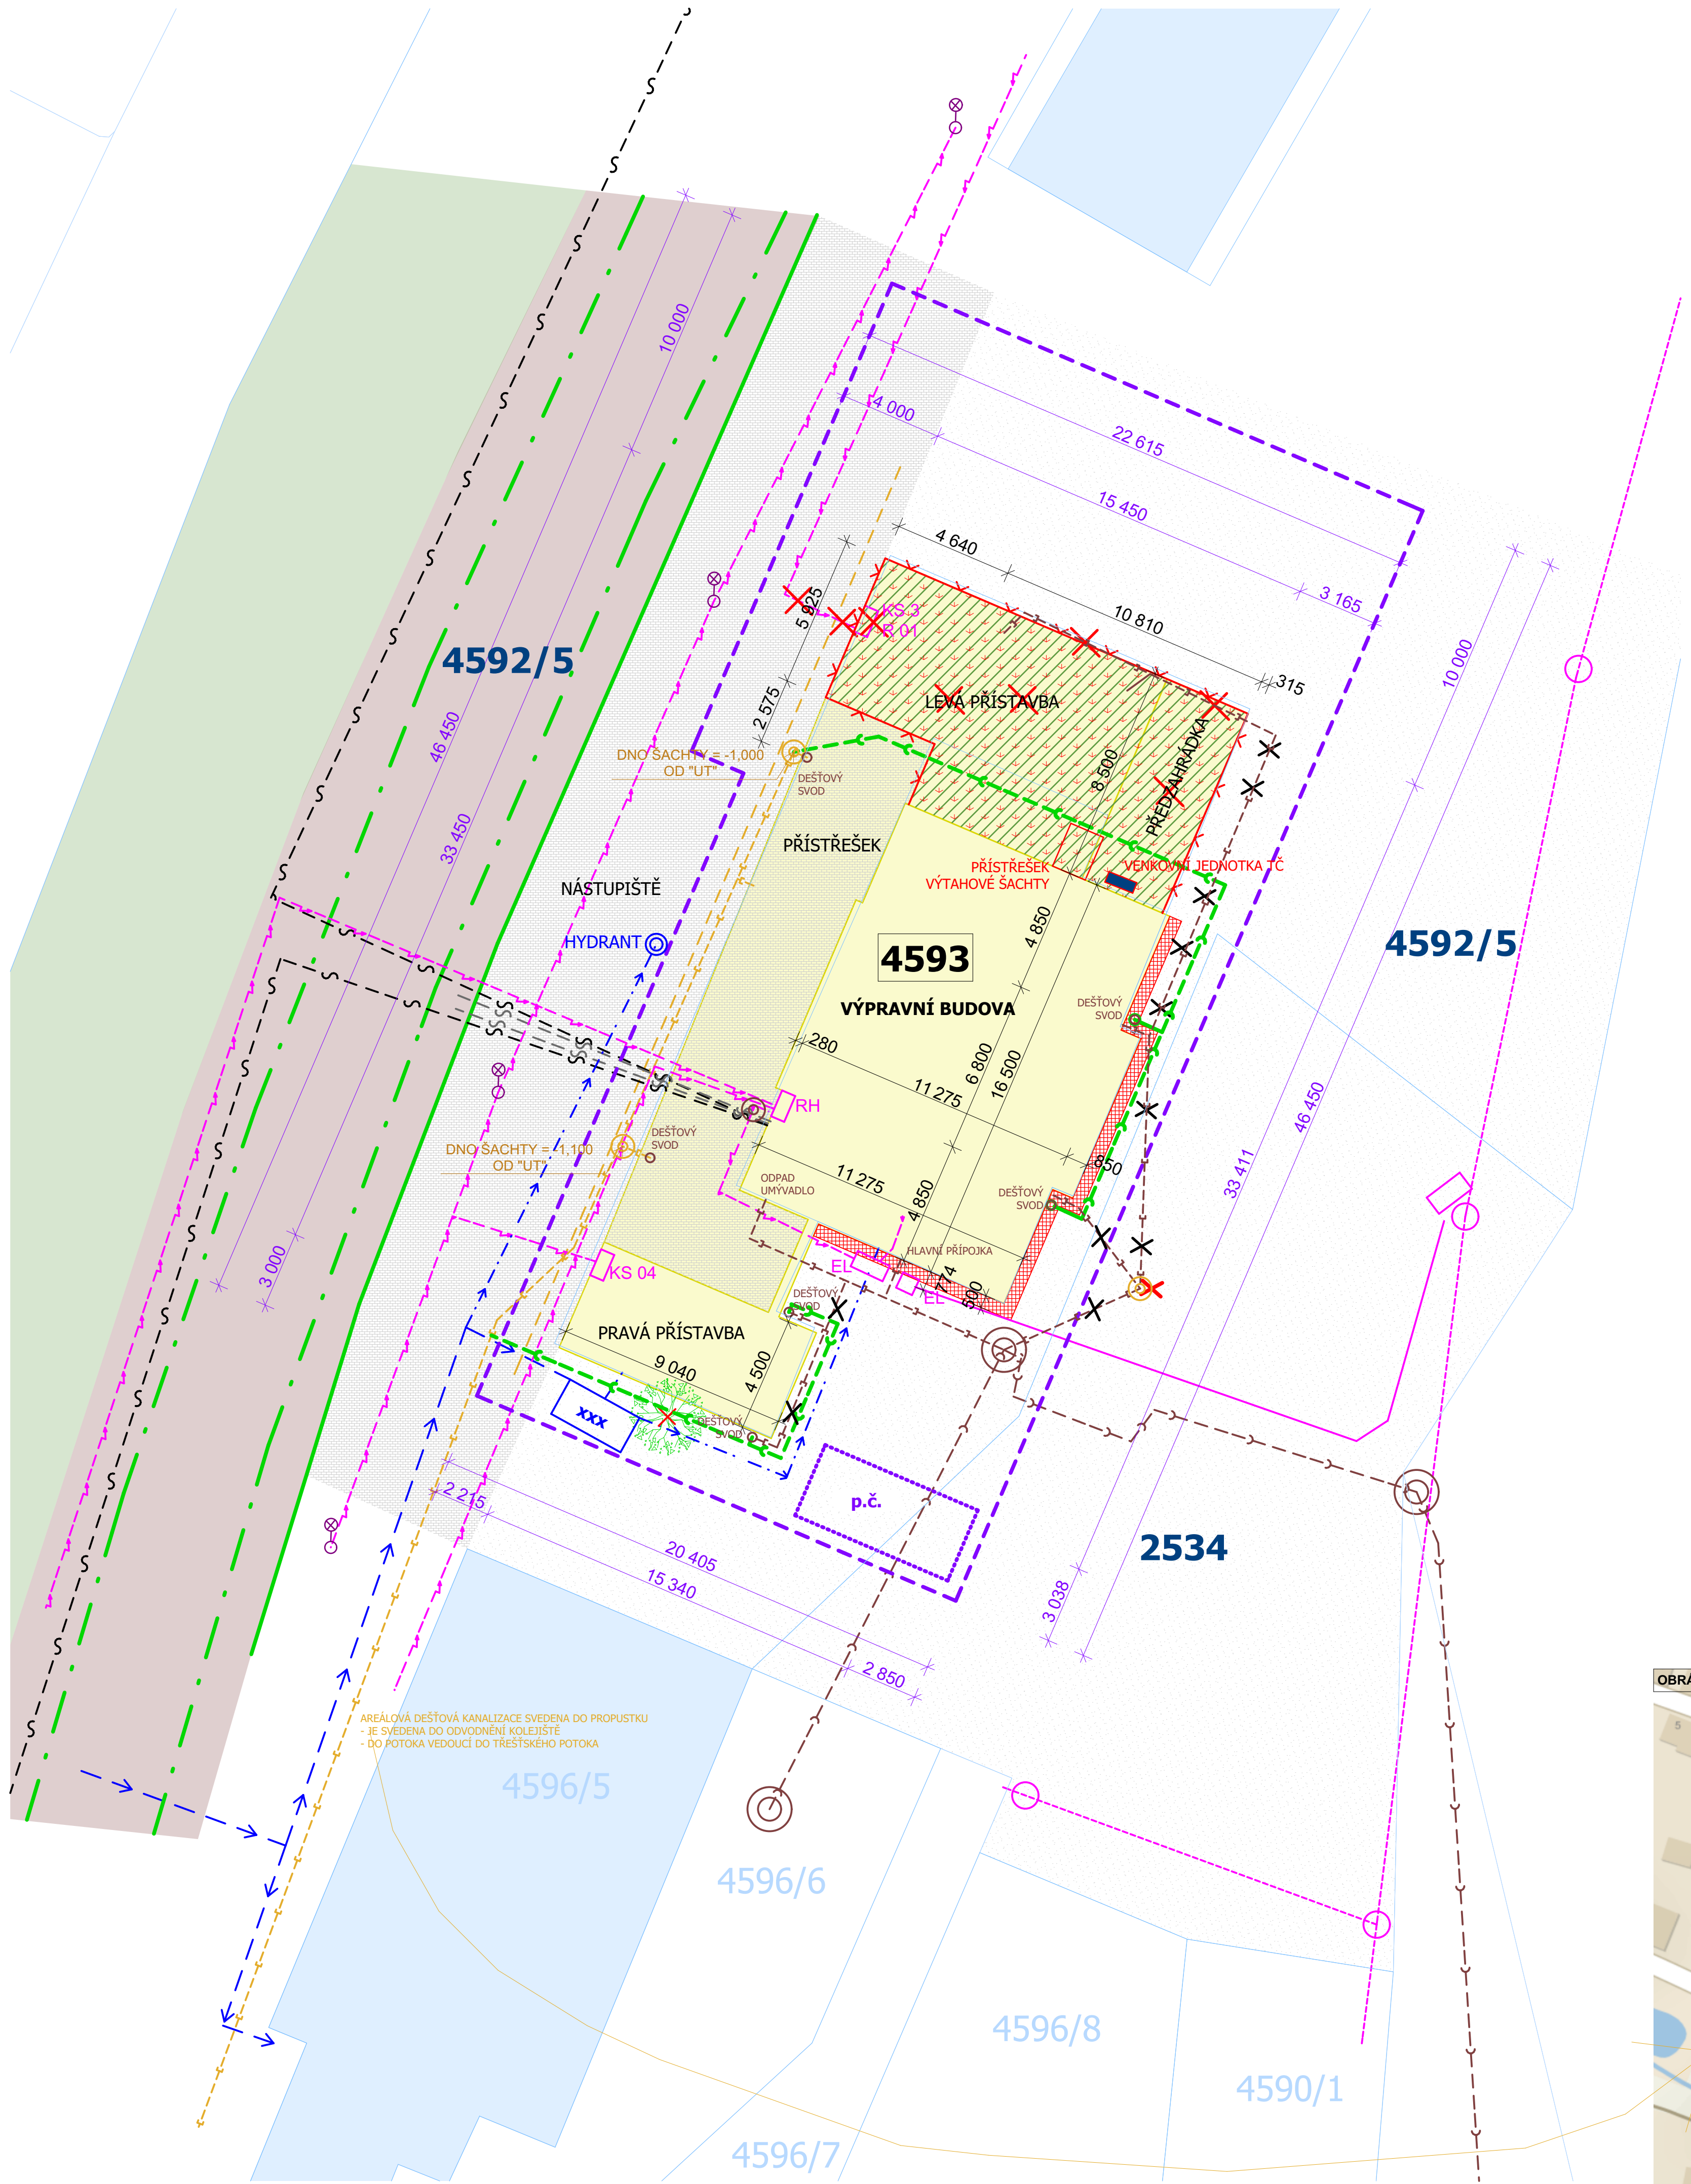 10 000
4 000
22 615
15 450
4 640
3 165
10 810
5 925
KS 3
R 01
315
10 000
4592/5
LEVÁ PŘÍSTAVBA
2 575
46 450
DNO ŠACHTY = -1,000
OD "UT"
DEŠŤOVÝ
SVOD
8 500
PŘEDZAHRÁDKA
33 450
PŘÍSTŘEŠEK
PŘÍSTŘEŠEK
VÝTAHOVÉ ŠACHTY
VENKOVNÍ JEDNOTKA TČ
NÁSTUPIŠTĚ
HYDRANT
4 850
4593
4592/5
VÝPRAVNÍ BUDOVA
DEŠŤOVÝ
SVOD
280
6 800
16 500
11 275
RH
46 450
DEŠŤOVÝ
SVOD
DNO ŠACHTY = -1,100
OD "UT"
850
33 411
11 275
ODPAD
UMÝVADLO
4 850
DEŠŤOVÝ
SVOD
3 000
KS 04
HLAVNÍ PŘÍPOJKA
EL
EL
774
500
DEŠŤOVÝ
SVOD
PRAVÁ PŘÍSTAVBA
9 040
4 500
xxx
DEŠŤOVÝ
SVOD
2 215
p.č.
20 405
15 340
2534
3 038
2 850
OBRÁ
AREÁLOVÁ DEŠŤOVÁ KANALIZACE SVEDENA DO PROPUSTKU
- JE SVEDENA DO ODVODNĚNÍ KOLEJIŠTĚ
- DO POTOKA VEDOUCÍ DO TŘEŠŤSKÉHO POTOKA
5
4596/5
4596/6
4596/8
4590/1
4596/7